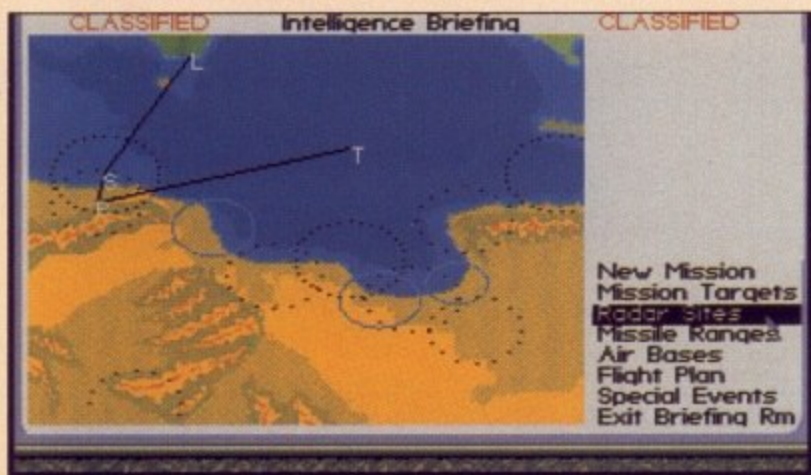 CLASSIFIED Intelligence Briefing CLASSIFIED
L
T
S
P
New Mission
Mission Targets
Radar Sites
Missile Ranges
Air Bases
Flight Plan
Special Events
Exit Briefing Rm